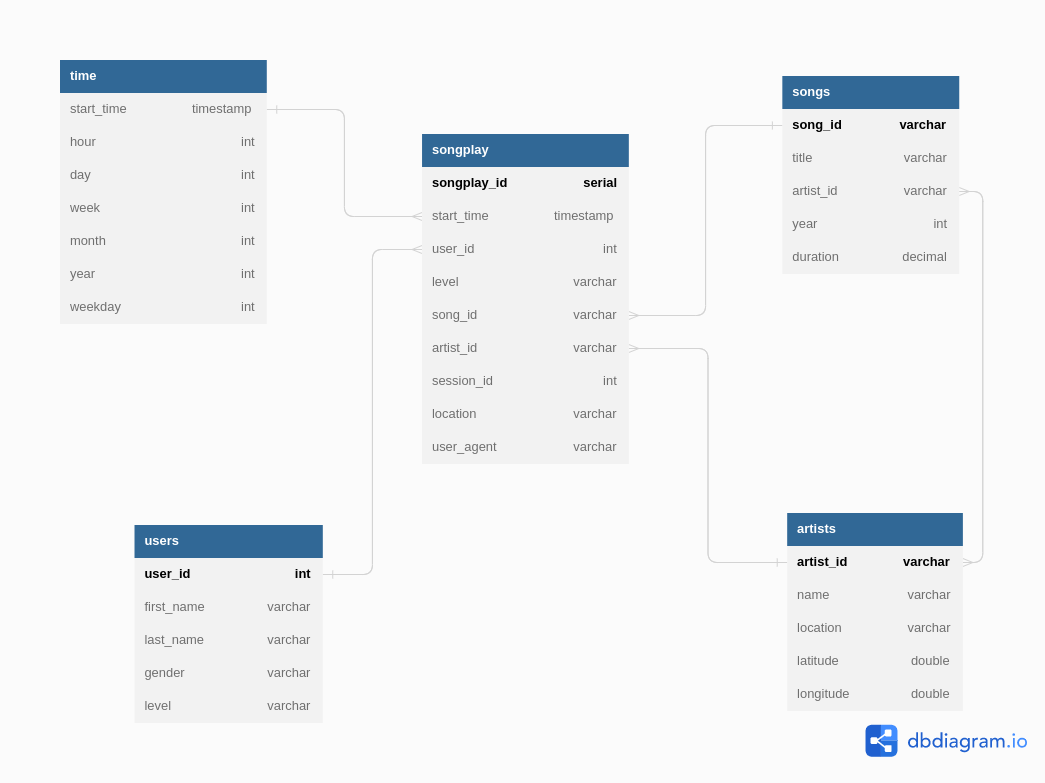 time
start_time timestamp
hour int
day int
week int
month int
year int
weekday int
songplay
songplay_id serial
start_time timestamp
user_id int
level varchar
song_id varchar
artist_id varchar
session_id int
location varchar
user_agent varchar
songs
song_id varchar
title varchar
artist_id varchar
year int
duration decimal
users
user_id int
first_name varchar
last_name varchar
gender varchar
level varchar
artists
artist_id varchar
name varchar
location varchar
latitude double
longitude double
dbdiagram.io